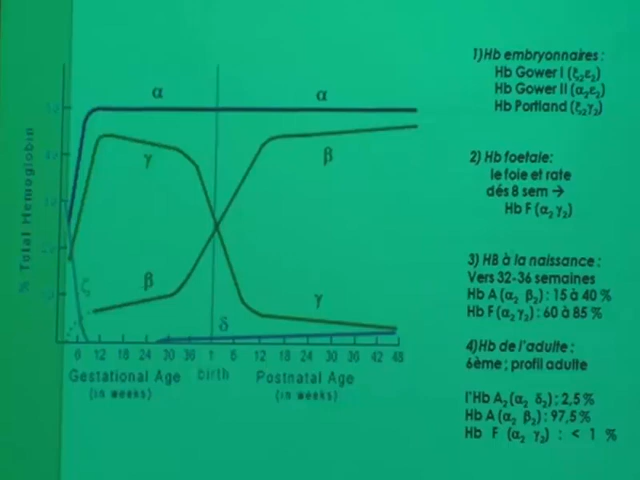 1) Hb embryonnaires :
Hb Gower I (ζ₂ε₂)
Hb Gower II (α₂ε₂)
Hb Portland (ζ₂γ₂)
2) Hb foetale:
le foie et rate
dés 8 sem →
Hb F (α₂ γ₂)
3) HB à la naissance :
Vers 32-36 semaines
Hb A (α₂ β₂) : 15 à 40 %
Hb F (α₂ γ₂) : 60 à 85 %
4) Hb de l'adulte :
6ème ; profil adulte
l'Hb A₂ (α₂ δ₂) : 2,5%
Hb A (α₂ β₂) : 97,5%
Hb F (α₂ γ₂) : < 1 %
% Total Hemoglobin
α α
γ β
ζ β γ
δ
6 12 18 24 30 36 1 6 12 18 24 30 36 42 48
Gestational Age birth Postnatal Age
(in weeks) (in weeks)